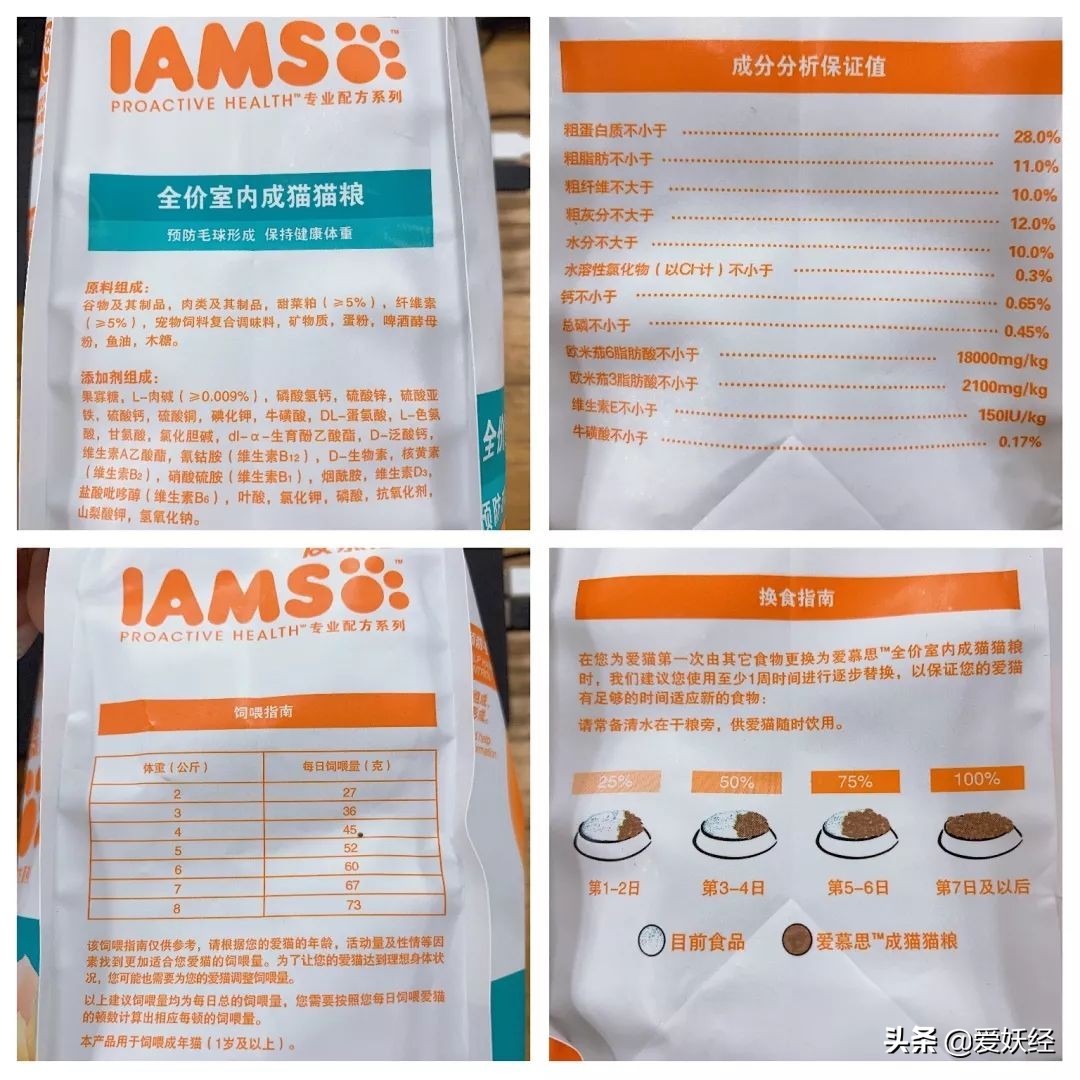 IAMS™
PROACTIVE HEALTH™专业配方系列
全价室内成猫猫粮
预防毛球形成 保持健康体重
原料组成：
谷物及其制品，肉类及其制品，甜菜粕（≥5%），纤维素
（≥5%），宠物饲料复合调味料，矿物质，蛋粉，啤酒酵母
粉，鱼油，木糖。
添加剂组成：
果寡糖，L-肉碱（≥0.009%），磷酸氢钙，硫酸锌，硫酸亚
铁，硫酸钙，硫酸铜，碘化钾，牛磺酸，DL-蛋氨酸，L-色氨
酸，甘氨酸，氯化胆碱，dl-α-生育酚乙酸酯，D-泛酸钙，
维生素A乙酸酯，氰钴胺（维生素B₁₂），D-生物素，核黄素
（维生素B₂），硝酸硫胺（维生素B₁），烟酰胺，维生素D₃，
盐酸吡哆醇（维生素B₆），叶酸，氯化钾，磷酸，抗氧化剂，
山梨酸钾，氢氧化钠。
成分分析保证值
粗蛋白质不小于 28.0%
粗脂肪不小于 11.0%
粗纤维不大于 10.0%
粗灰分不大于 12.0%
水分不大于 10.0%
水溶性氯化物（以Cl⁻计）不小于 0.3%
钙不小于 0.65%
总磷不小于 0.45%
欧米茄6脂肪酸不小于 18000mg/kg
欧米茄3脂肪酸不小于 2100mg/kg
维生素E不小于 150IU/kg
牛磺酸不小于 0.17%
IAMS™
PROACTIVE HEALTH™专业配方系列
饲喂指南
体重（公斤） 每日饲喂量（克）
2 27
3 36
4 45
5 52
6 60
7 67
8 73
该饲喂指南仅供参考，请根据您的爱猫的年龄，活动量及性情等因
素找到更加适合您爱猫的饲喂量。为了让您的爱猫达到理想身体状
况，您可能也需要为您的爱猫调整饲喂量。
以上建议饲喂量均为每日总的饲喂量，您需要按照您每日饲喂爱猫
的顿数计算出相应每顿的饲喂量。
本产品用于饲喂成年猫（1岁及以上）。
换食指南
在您为爱猫第一次由其它食物更换为爱慕思™全价室内成猫猫粮
时，我们建议您使用至少1周时间进行逐步替换，以保证您的爱猫
有足够的时间适应新的食物：
请常备清水在干粮旁，供爱猫随时饮用。
25% 50% 75% 100%
第1-2日 第3-4日 第5-6日 第7日及以后
目前食品 爱慕思™成猫猫粮
头条 @爱妖经